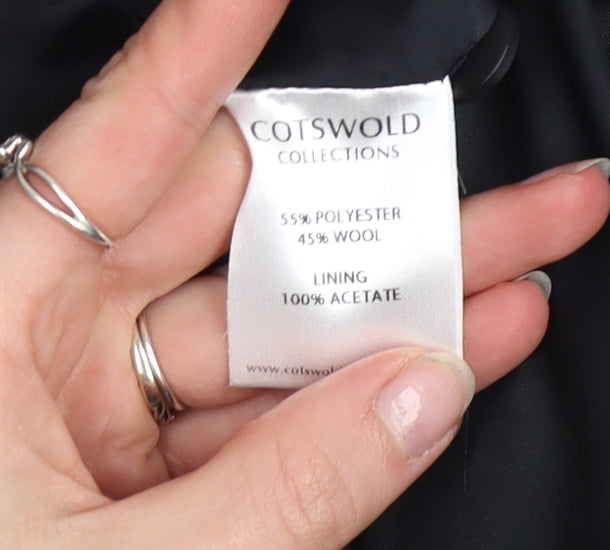 COTSWOLD
COLLECTIONS
55% POLYESTER
45% WOOL
LINING
100% ACETATE